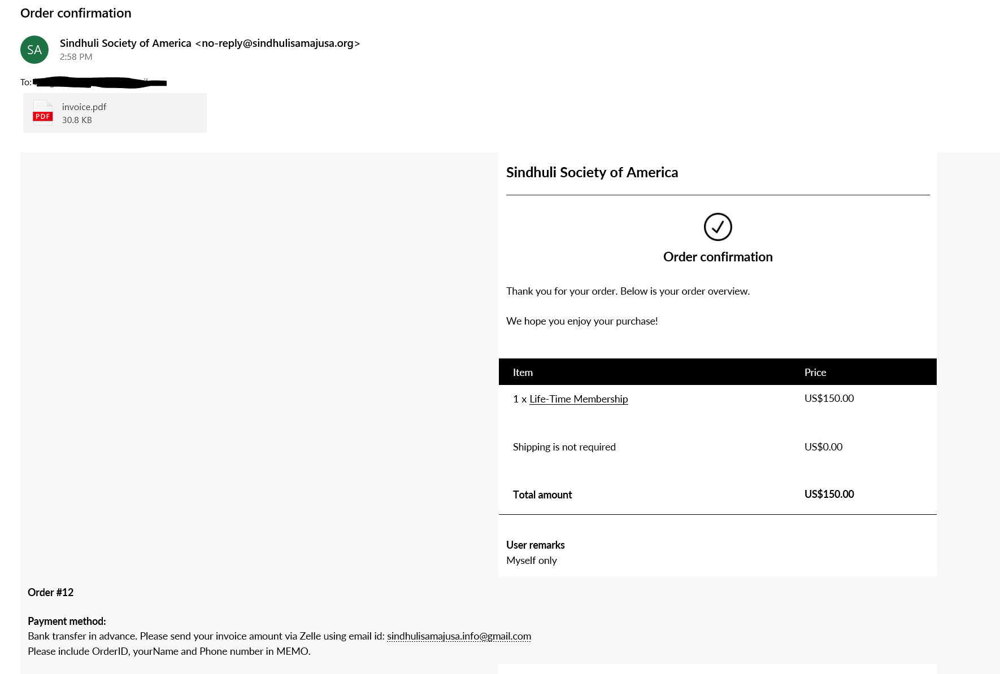 Order confirmation
SA
Sindhuli Society of America <no-reply@sindhulisamajusa.org>
2:58 PM
To:
PDF
invoice.pdf
30.8 KB
Sindhuli Society of America
Order confirmation
Thank you for your order. Below is your order overview.
We hope you enjoy your purchase!
Item Price
1 x Life-Time Membership US$150.00
Shipping is not required US$0.00
Total amount US$150.00
User remarks
Myself only
Order #12
Payment method:
Bank transfer in advance. Please send your invoice amount via Zelle using email id: sindhulisamajusa.info@gmail.com
Please include OrderID, yourName and Phone number in MEMO.